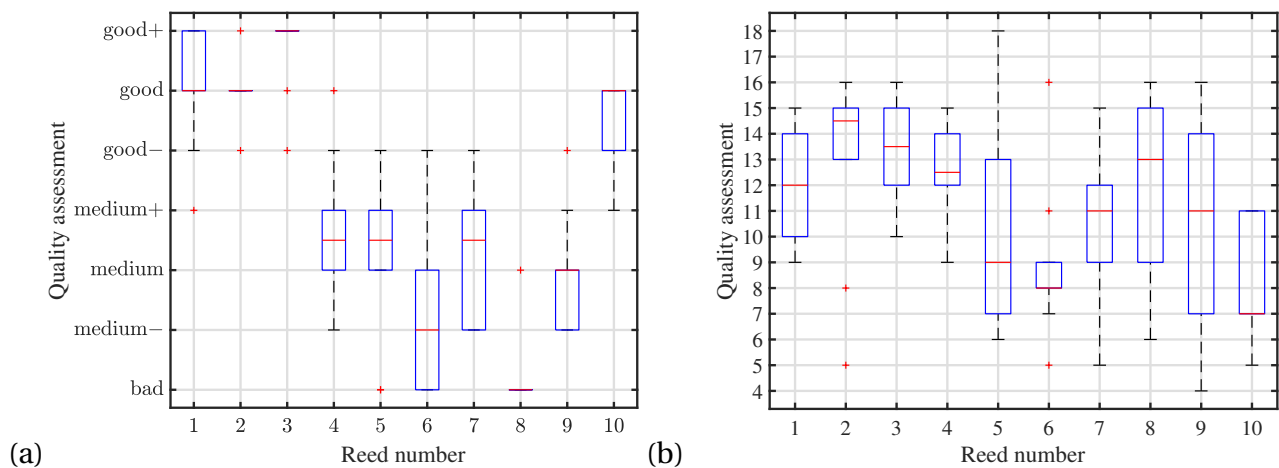 good+
good
good−
medium+
medium
medium−
bad
Quality assessment
1 2 3 4 5 6 7 8 9 10
Reed number
(a)
18
17
16
15
14
13
12
11
10
9
8
7
6
5
4
Quality assessment
1 2 3 4 5 6 7 8 9 10
Reed number
(b)